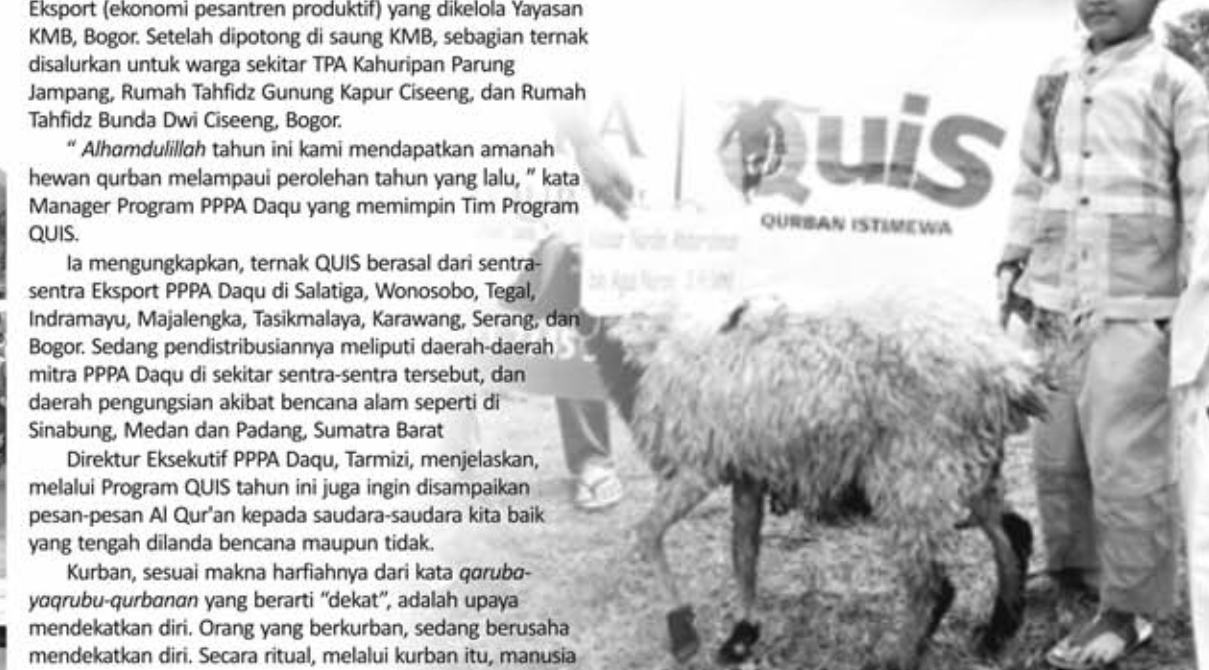 Eksport (ekonomi pesantren produktif) yang dikelola Yayasan
KMB, Bogor. Setelah dipotong di saung KMB, sebagian ternak
disalurkan untuk warga sekitar TPA Kahuripan Parung
Jampang, Rumah Tahfidz Gunung Kapur Ciseeng, dan Rumah
Tahfidz Bunda Dwi Ciseeng, Bogor.
“ Alhamdulillah tahun ini kami mendapatkan amanah
hewan qurban melampaui perolehan tahun yang lalu, ” kata
Manager Program PPPA Daqu yang memimpin Tim Program
QUIS.
Ia mengungkapkan, ternak QUIS berasal dari sentra-
sentra Eksport PPPA Daqu di Salatiga, Wonosobo, Tegal,
Indramayu, Majalengka, Tasikmalaya, Karawang, Serang, dan
Bogor. Sedang pendistribusiannya meliputi daerah-daerah
mitra PPPA Daqu di sekitar sentra-sentra tersebut, dan
daerah pengungsian akibat bencana alam seperti di
Sinabung, Medan dan Padang, Sumatra Barat
Direktur Eksekutif PPPA Daqu, Tarmizi, menjelaskan,
melalui Program QUIS tahun ini juga ingin disampaikan
pesan-pesan Al Qur'an kepada saudara-saudara kita baik
yang tengah dilanda bencana maupun tidak.
Kurban, sesuai makna harfiahnya dari kata qaruba-
yaqrubu-qurbanan yang berarti “dekat”, adalah upaya
mendekatkan diri. Orang yang berkurban, sedang berusaha
mendekatkan diri. Secara ritual, melalui kurban itu, manusia
Quis
QURBAN ISTIMEWA